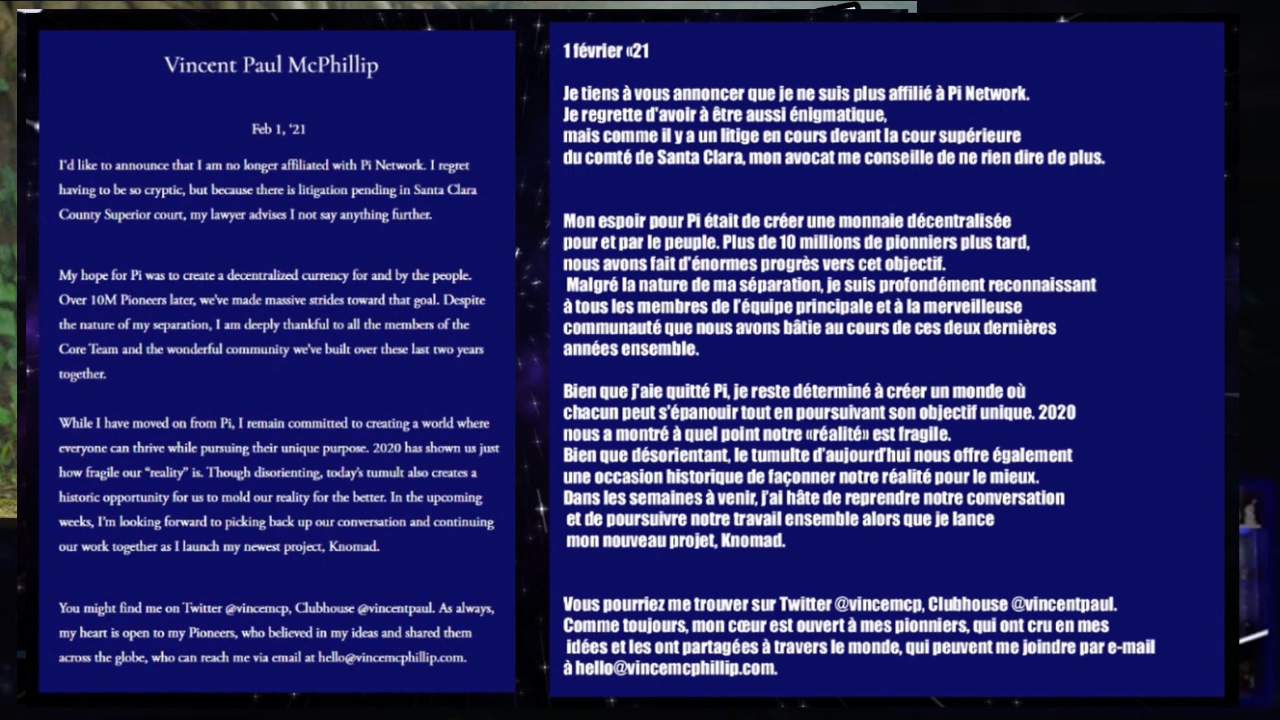 Vincent Paul McPhillip
Feb 1, ‘21
I'd like to announce that I am no longer affiliated with Pi Network. I regret
having to be so cryptic, but because there is litigation pending in Santa Clara
County Superior court, my lawyer advises I not say anything further.
My hope for Pi was to create a decentralized currency for and by the people.
Over 10M Pioneers later, we've made massive strides toward that goal. Despite
the nature of my separation, I am deeply thankful to all the members of the
Core Team and the wonderful community we've built over these last two years
together.
While I have moved on from Pi, I remain committed to creating a world where
everyone can thrive while pursuing their unique purpose. 2020 has shown us just
how fragile our “reality” is. Though disorienting, today's tumult also creates a
historic opportunity for us to mold our reality for the better. In the upcoming
weeks, I'm looking forward to picking back up our conversation and continuing
our work together as I launch my newest project, Knomad.
You might find me on Twitter @vincemcp, Clubhouse @vincentpaul. As always,
my heart is open to my Pioneers, who believed in my ideas and shared them
across the globe, who can reach me via email at hello@vincemcphillip.com.
1 février «21
Je tiens à vous annoncer que je ne suis plus affilié à Pi Network.
Je regrette d'avoir à être aussi énigmatique,
mais comme il y a un litige en cours devant la cour supérieure
du comté de Santa Clara, mon avocat me conseille de ne rien dire de plus.
Mon espoir pour Pi était de créer une monnaie décentralisée
pour et par le peuple. Plus de 10 millions de pionniers plus tard,
nous avons fait d'énormes progrès vers cet objectif.
Malgré la nature de ma séparation, je suis profondément reconnaissant
à tous les membres de l'équipe principale et à la merveilleuse
communauté que nous avons bâtie au cours de ces deux dernières
années ensemble.
Bien que j'aie quitté Pi, je reste déterminé à créer un monde où
chacun peut s'épanouir tout en poursuivant son objectif unique. 2020
nous a montré à quel point notre «réalité» est fragile.
Bien que désorientant, le tumulte d'aujourd'hui nous offre également
une occasion historique de façonner notre réalité pour le mieux.
Dans les semaines à venir, j'ai hâte de reprendre notre conversation
et de poursuivre notre travail ensemble alors que je lance
mon nouveau projet, Knomad.
Vous pourriez me trouver sur Twitter @vincemcp, Clubhouse @vincentpaul.
Comme toujours, mon cœur est ouvert à mes pionniers, qui ont cru en mes
idées et les ont partagées à travers le monde, qui peuvent me joindre par e-mail
à hello@vincemcphillip.com.